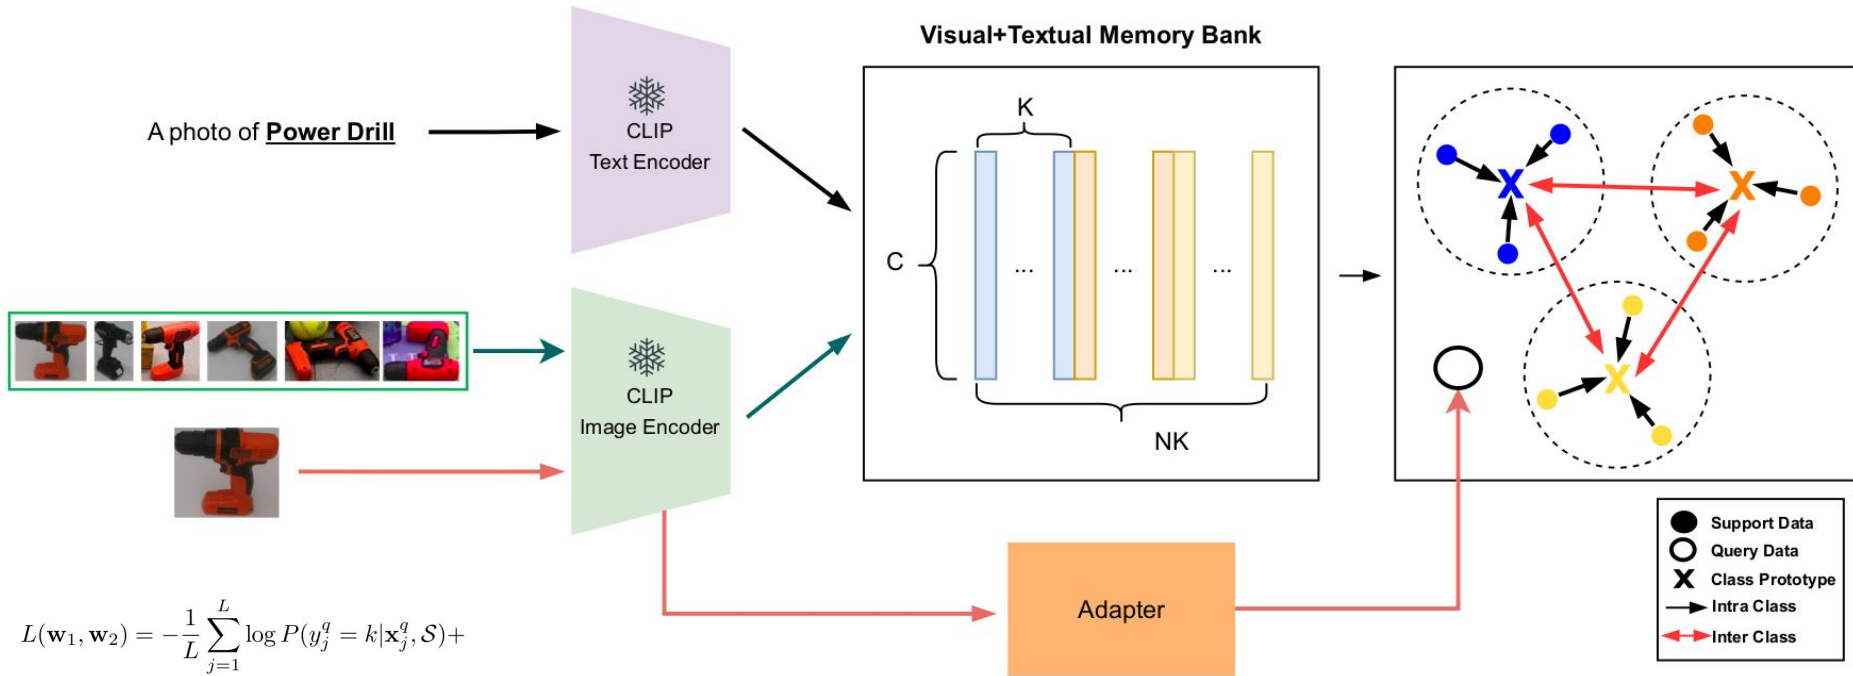 Visual+Textual Memory Bank
A photo of Power Drill
CLIP
Text Encoder
CLIP
Image Encoder
K
C
...
...
...
NK
X
X
X
Adapter
Support Data
Query Data
X Class Prototype
Intra Class
Inter Class
L(w₁, w₂) = −1/L ∑_{j=1}^{L} log P(y_j^q = k|x_j^q, 𝒮)+